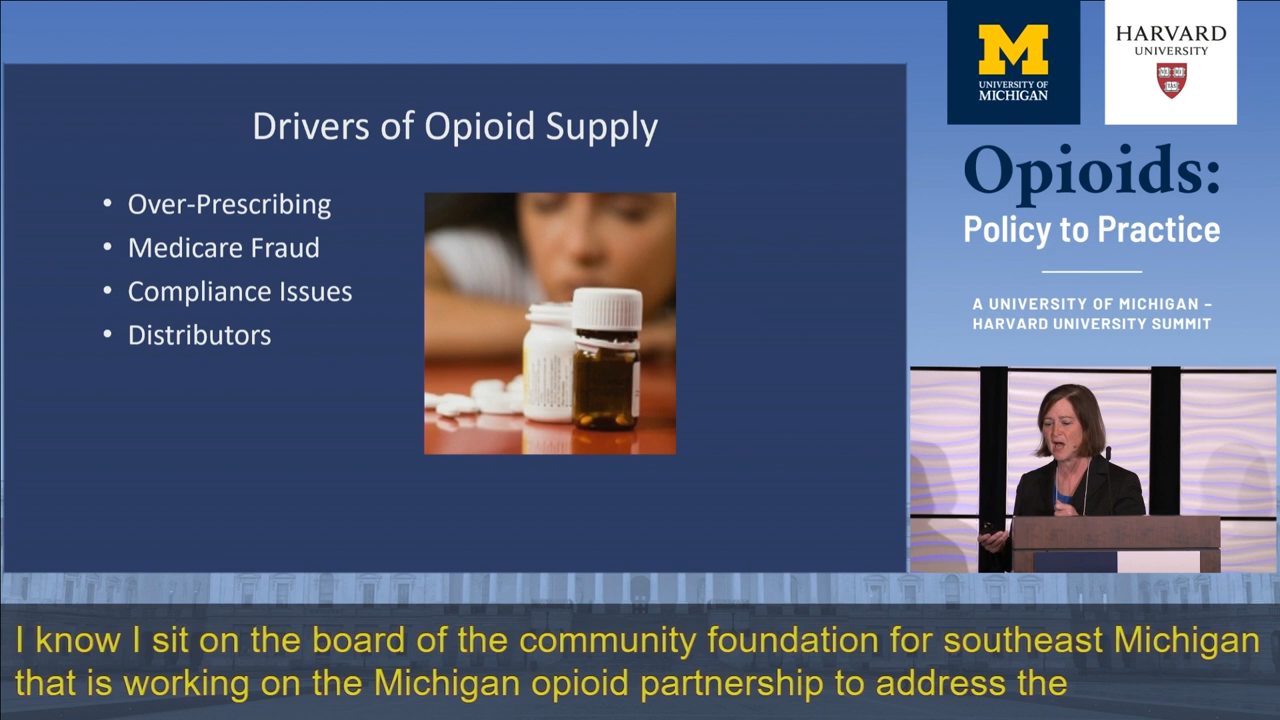 Drivers of Opioid Supply
• Over-Prescribing
• Medicare Fraud
• Compliance Issues
• Distributors
M
UNIVERSITY OF
MICHIGAN
HARVARD
UNIVERSITY
Opioids:
Policy to Practice
A UNIVERSITY OF MICHIGAN –
HARVARD UNIVERSITY SUMMIT
I know I sit on the board of the community foundation for southeast Michigan
that is working on the Michigan opioid partnership to address the